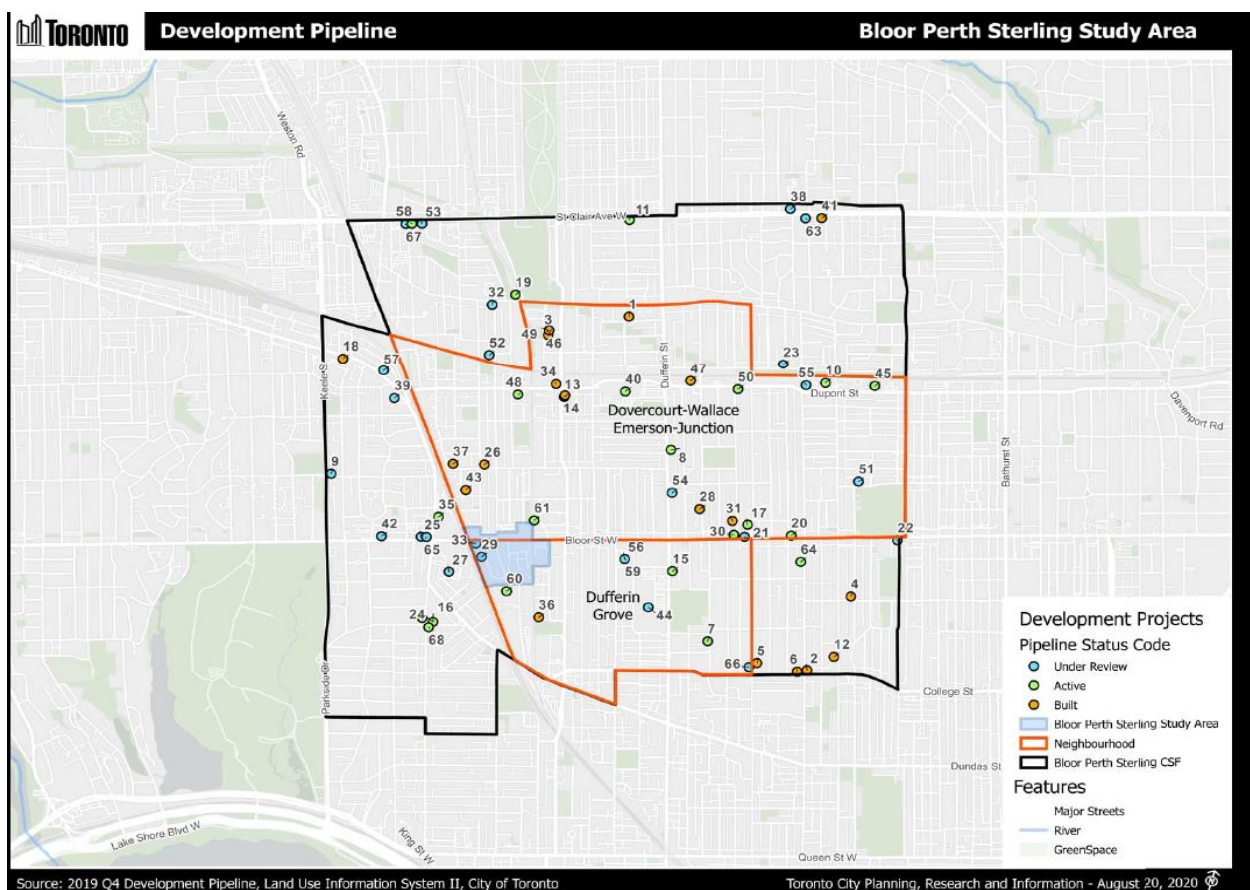 TORONTO
Development Pipeline
Bloor Perth Sterling Study Area
Weston Rd
38
41
58
53
11
St Clair Ave W
67
63
19
32
1
3
49
46
52
18
57
23
34
13
47
50
55
10
45
48
40
Dufferin St
Dupont St
39
14
Keele St
Dovercourt-Wallace
Emerson-Junction
Davenport Rd
Bathurst St
37
26
8
9
43
54
51
28
35
61
31
17
42
25
30
21
20
22
33
29
Bloor St W
65
56
64
27
59
15
60
4
Dufferin
Grove
24
16
36
44
68
7
12
66
5
6
2
Parkside Dr
College St
Dundas St
Lake Shore Blvd W
King St W
Queen St W
Development Projects
Pipeline Status Code
Under Review
Active
Built
Bloor Perth Sterling Study Area
Neighbourhood
Bloor Perth Sterling CSF
Features
Major Streets
River
GreenSpace
Source: 2019 Q4 Development Pipeline, Land Use Information System II, City of Toronto
Toronto City Planning, Research and Information - August 20, 2020